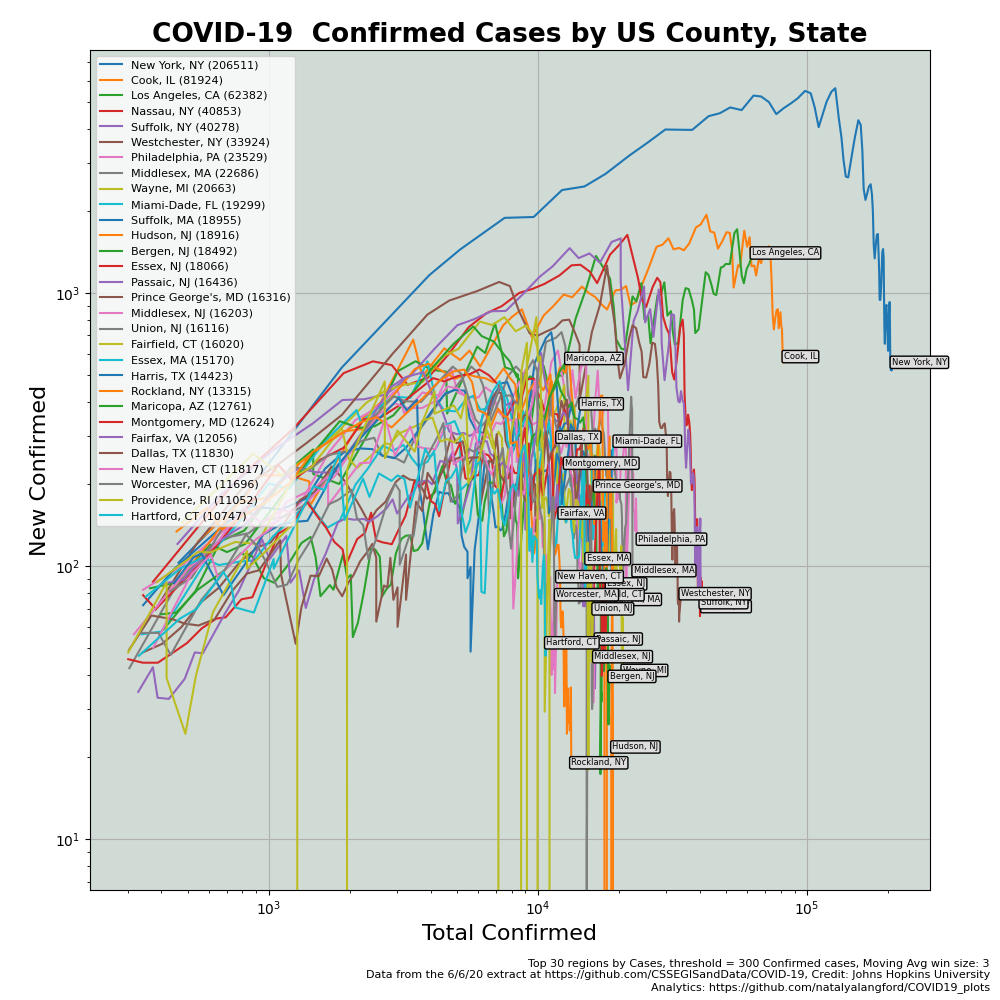 COVID-19  Confirmed Cases by US County, State
New York, NY (206511)
Cook, IL (81924)
Los Angeles, CA (62382)
Nassau, NY (40853)
Suffolk, NY (40278)
Westchester, NY (33924)
Philadelphia, PA (23529)
Middlesex, MA (22686)
Wayne, MI (20663)
Miami-Dade, FL (19299)
Suffolk, MA (18955)
Hudson, NJ (18916)
Bergen, NJ (18492)
Essex, NJ (18066)
Passaic, NJ (16436)
Prince George's, MD (16316)
Middlesex, NJ (16203)
Union, NJ (16116)
Fairfield, CT (16020)
Essex, MA (15170)
Harris, TX (14423)
Rockland, NY (13315)
Maricopa, AZ (12761)
Montgomery, MD (12624)
Fairfax, VA (12056)
Dallas, TX (11830)
New Haven, CT (11817)
Worcester, MA (11696)
Providence, RI (11052)
Hartford, CT (10747)
New Confirmed
10³
10²
10¹
Los Angeles, CA
Cook, IL
New York, NY
Maricopa, AZ
Harris, TX
Dallas, TX
Miami-Dade, FL
Montgomery, MD
Prince George's, MD
Fairfax, VA
Philadelphia, PA
Essex, MA
Middlesex, MA
New Haven, CT
Essex, NJ
Worcester, MA
ld, CT
MA
Westchester, NY
Suffolk, NY
Union, NJ
Hartford, CT
Passaic, NJ
Middlesex, NJ
Wayne, MI
Bergen, NJ
Hudson, NJ
Rockland, NY
10³
10⁴
10⁵
Total Confirmed
Top 30 regions by Cases, threshold = 300 Confirmed cases, Moving Avg win size: 3
Data from the 6/6/20 extract at https://github.com/CSSEGISandData/COVID-19, Credit: Johns Hopkins University
Analytics: https://github.com/natalyalangford/COVID19_plots